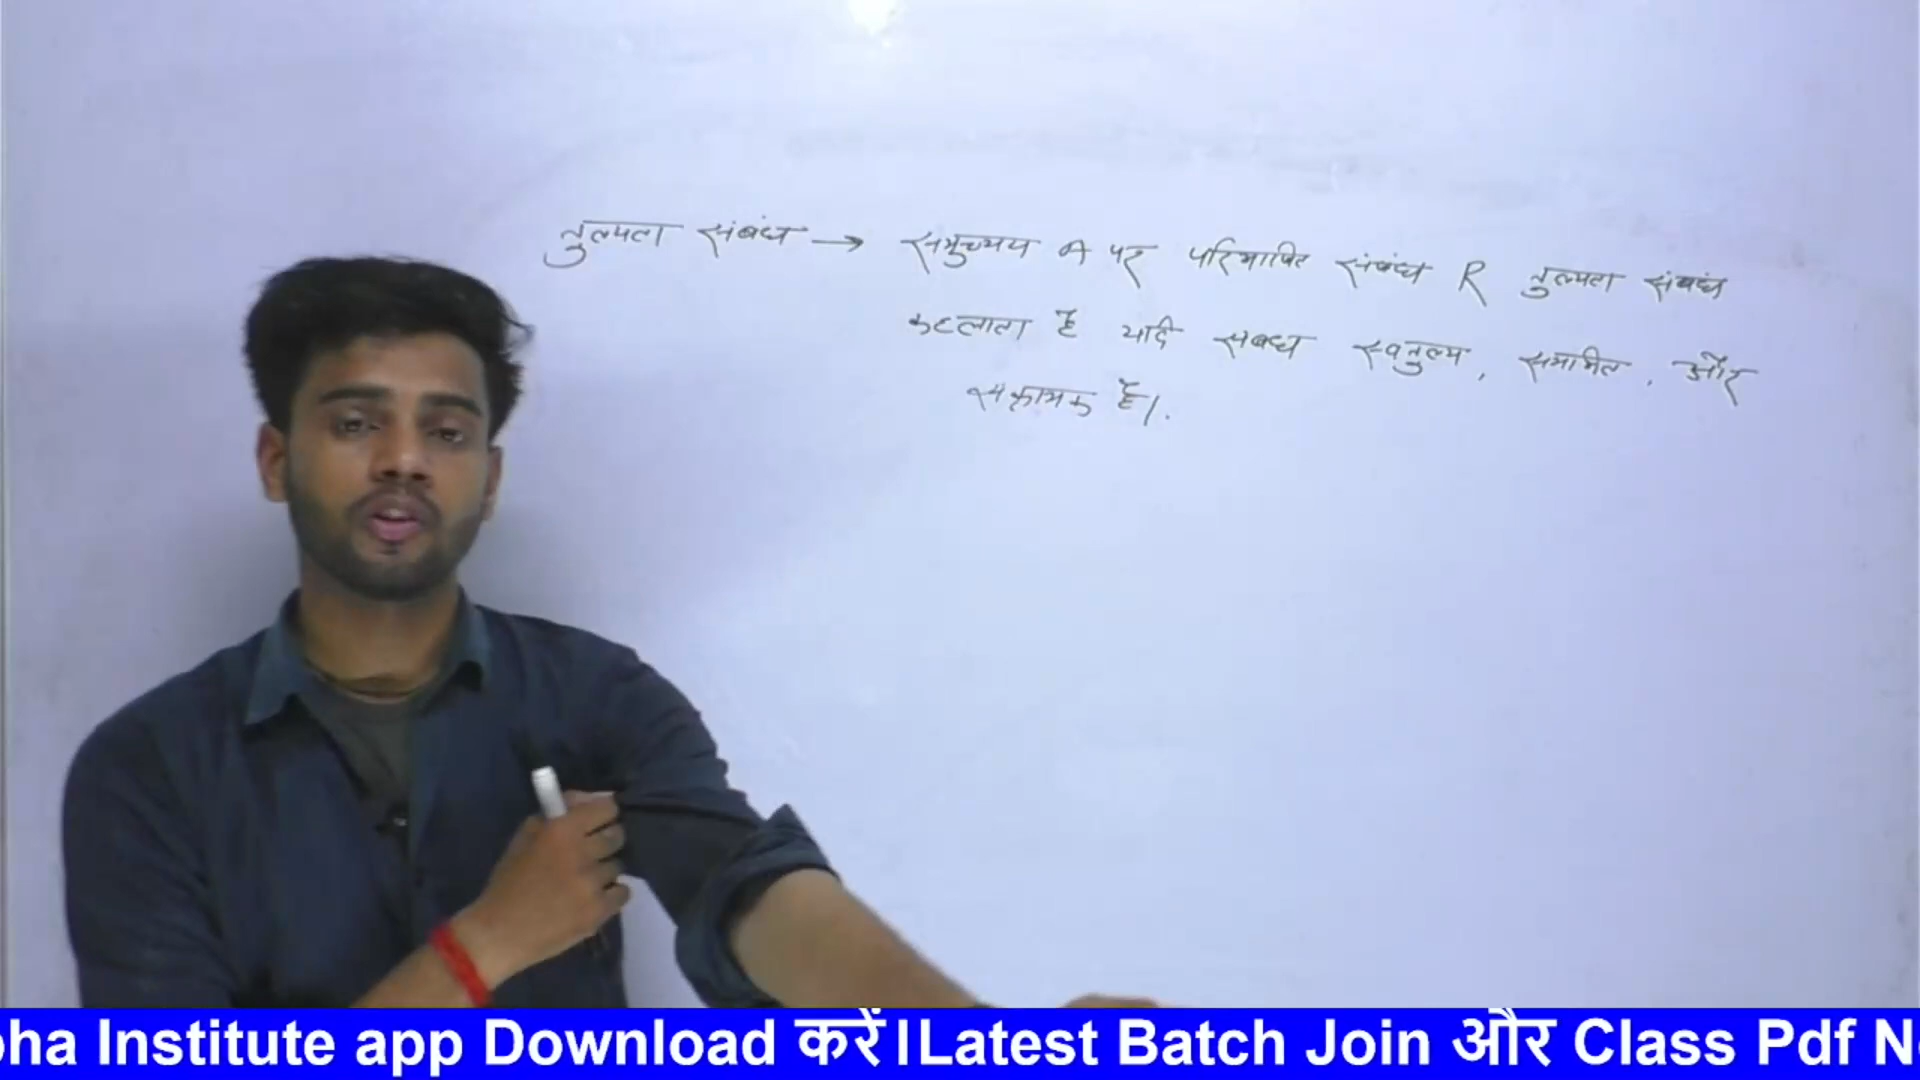 तुल्यता संबंध → समुच्चय A पर परिभाषित संबंध R तुल्यता संबंध
कहलाता है यदि संबंध स्वतुल्य, सममित, और
संक्रामक है।.
pha Institute app Download करें।Latest Batch Join और Class Pdf N